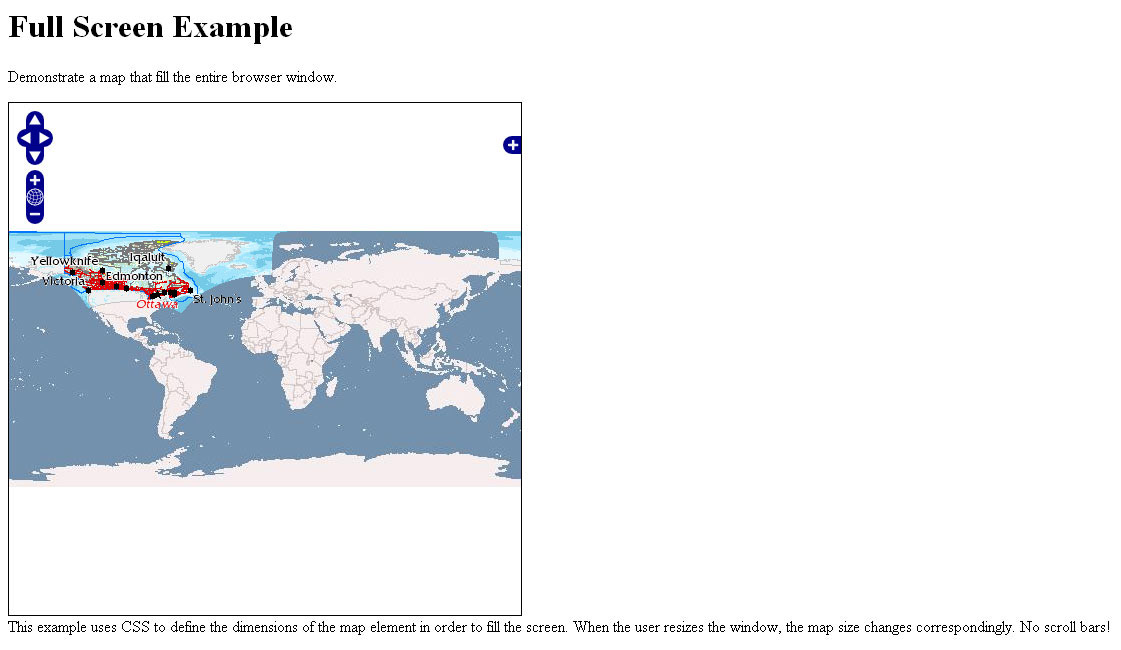 Full Screen Example
Demonstrate a map that fill the entire browser window.
Yellowknife
Iqaluit
Victoria
Edmonton
Ottawa
St. John's
This example uses CSS to define the dimensions of the map element in order to fill the screen. When the user resizes the window, the map size changes correspondingly. No scroll bars!